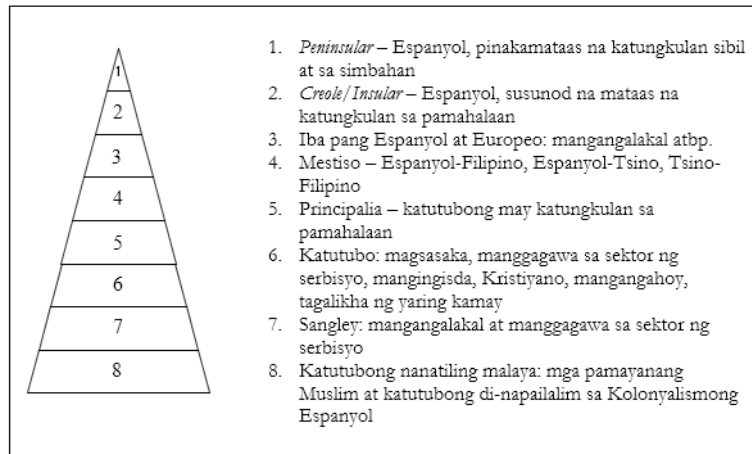 1
2
3
4
5
6
7
8
1. Peninsular – Espanyol, pinakamataas na katungkulan sibil
at sa simbahan
2. Creole/Insular – Espanyol, susunod na mataas na
katungkulan sa pamahalaan
3. Iba pang Espanyol at Europeo: mangangalakal atbp.
4. Mestiso – Espanyol-Filipino, Espanyol-Tsino, Tsino-
Filipino
5. Principalia – katutubong may katungkulan sa
pamahalaan
6. Katutubo: magsasaka, manggagawa sa sektor ng
serbisyo, mangingisda, Kristiyano, mangangahoy,
tagalikha ng yaring kamay
7. Sangley: mangangalakal at manggagawa sa sektor ng
serbisyo
8. Katutubong nanatiling malaya: mga pamayanang
Muslim at katutubong di-napailalim sa Kolonyalismong
Espanyol